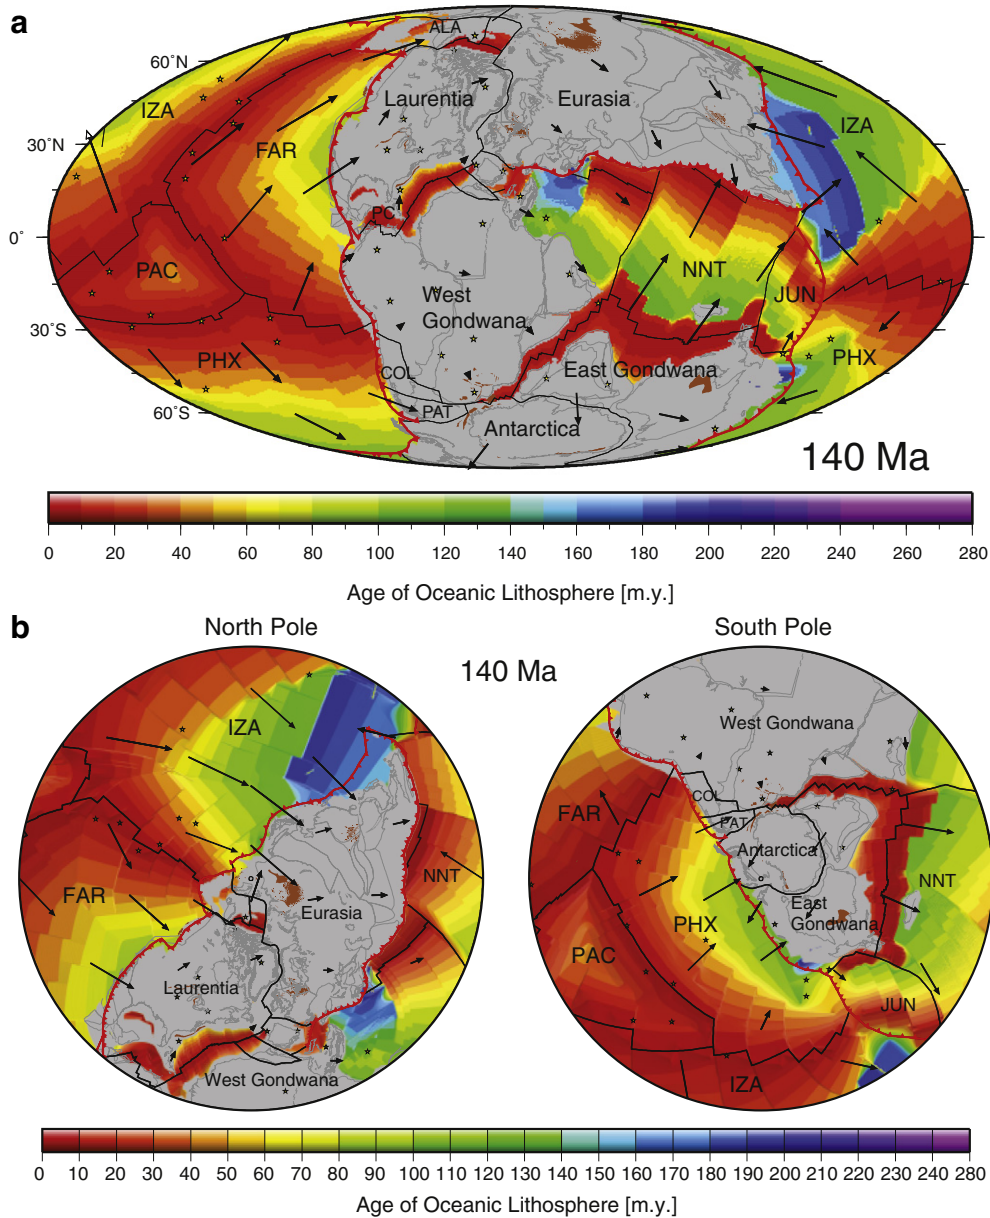 a
ALA
60˚N
Laurentia
Eurasia
IZA
IZA
30˚N
FAR
PC
0˚
PAC
NNT
West
Gondwana
JUN
30˚S
PHX
East Gondwana
PHX
COL
60˚S
PAT
Antarctica
140 Ma
0 20 40 60 80 100 120 140 160 180 200 220 240 260 280
Age of Oceanic Lithosphere [m.y.]
b
North Pole
South Pole
140 Ma
IZA
FAR
NNT
Eurasia
Laurentia
West Gondwana
West Gondwana
FAR
COL
PAT
Antarctica
NNT
East
Gondwana
PHX
PAC
JUN
IZA
0 10 20 30 40 50 60 70 80 90 100 110 120 130 140 150 160 170 180 190 200 210 220 230 240 250 280
Age of Oceanic Lithosphere [m.y.]